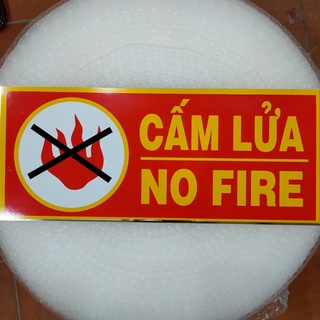 CẤM LỬA
NO FIRE